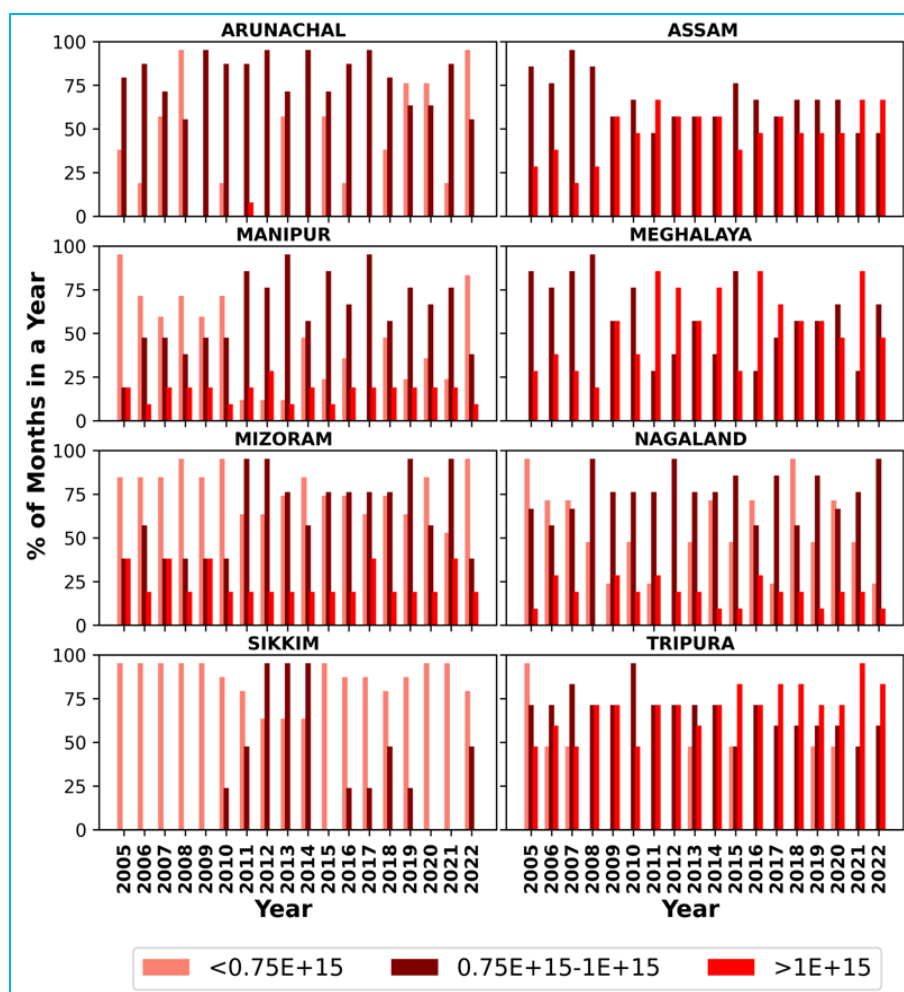 ARUNACHAL
ASSAM
100
75
50
25
0
MANIPUR
MEGHALAYA
100
75
50
25
0
MIZORAM
NAGALAND
100
75
50
25
0
SIKKIM
TRIPURA
100
75
50
25
0
% of Months in a Year
2005 2006 2007 2008 2009 2010 2011 2012 2013 2014 2015 2016 2017 2018 2019 2020 2021 2022
2005 2006 2007 2008 2009 2010 2011 2012 2013 2014 2015 2016 2017 2018 2019 2020 2021 2022
Year
Year
<0.75E+15 0.75E+15-1E+15 >1E+15